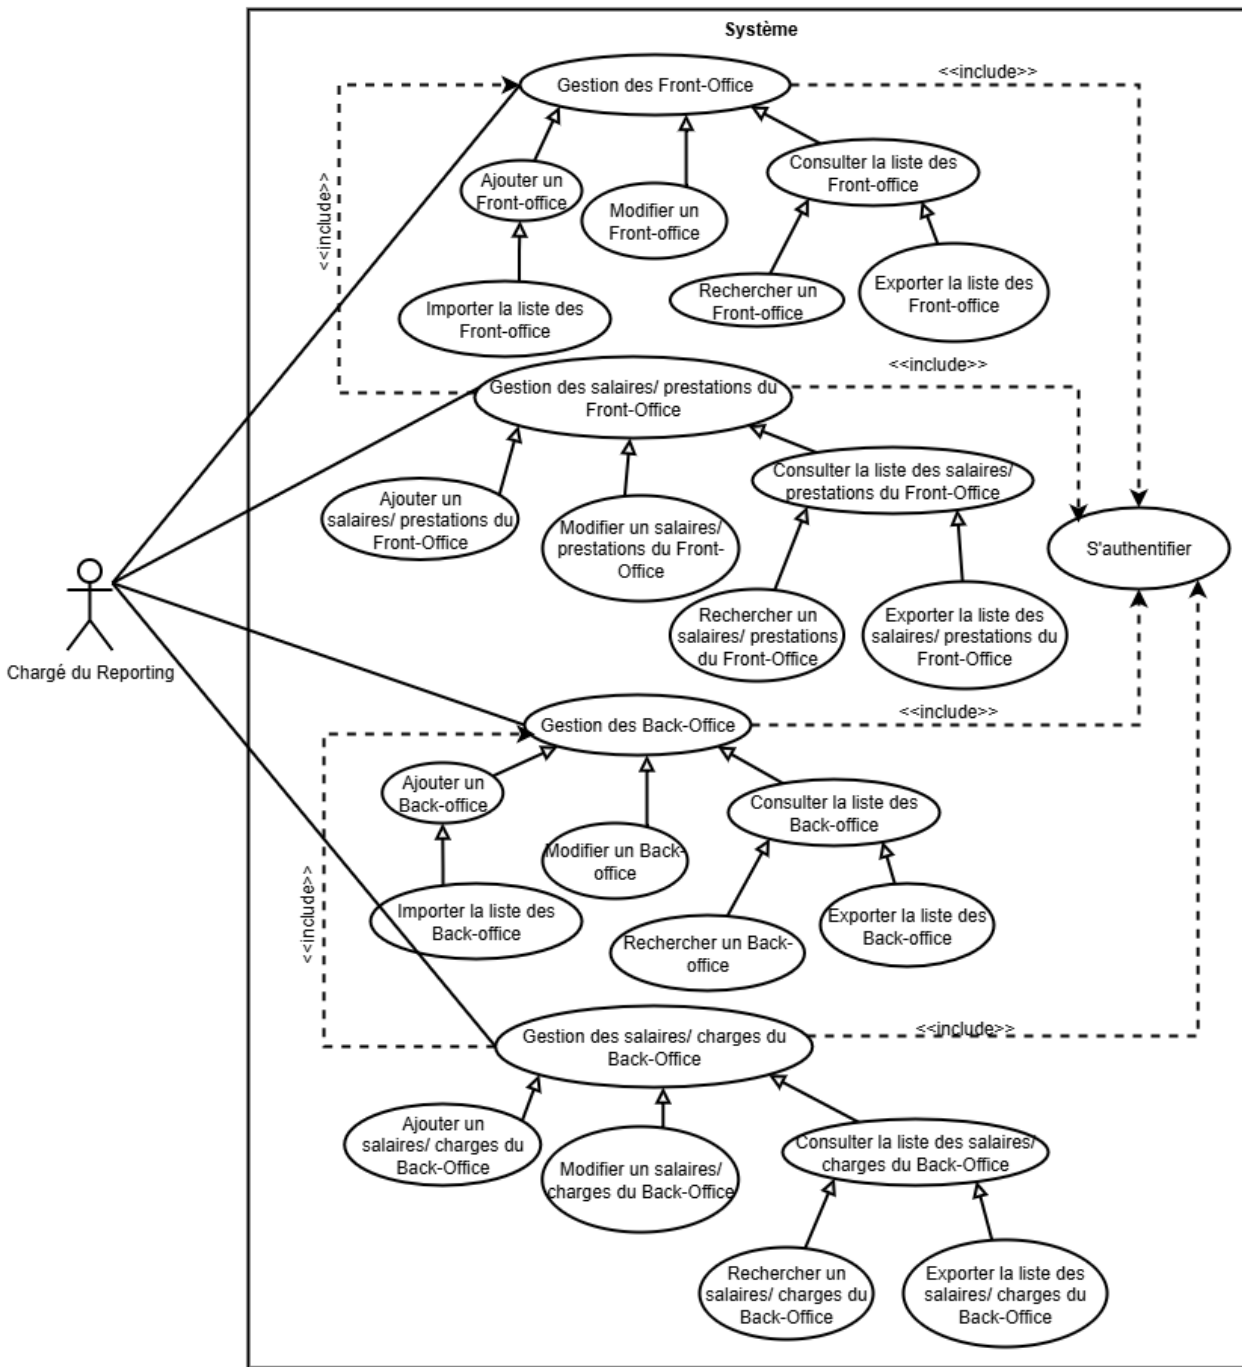 Système
<<include>>
Gestion des Front-Office
<<include>>
Ajouter un
Front-office
Modifier un
Front-office
Consulter la liste des
Front-office
Importer la liste des
Front-office
Rechercher un
Front-office
Exporter la liste des
Front-office
<<include>>
Gestion des salaires/ prestations du
Front-Office
Ajouter un
salaires/ prestations du
Front-Office
Modifier un salaires/
prestations du Front-
Office
Consulter la liste des salaires/
prestations du Front-Office
S'authentifier
Rechercher un
salaires/ prestations
du Front-Office
Exporter la liste des
salaires/ prestations du
Front-Office
Chargé du Reporting
<<include>>
Gestion des Back-Office
<<include>>
Ajouter un
Back-office
Modifier un Back-
office
Consulter la liste des
Back-office
Importer la liste des
Back-office
Rechercher un Back-
office
Exporter la liste des
Back-office
<<include>>
Gestion des salaires/ charges du
Back-Office
Ajouter un
salaires/ charges du
Back-Office
Modifier un salaires/
charges du Back-Office
Consulter la liste des salaires/
charges du Back-Office
Rechercher un
salaires/ charges du
Back-Office
Exporter la liste des
salaires/ charges du
Back-Office